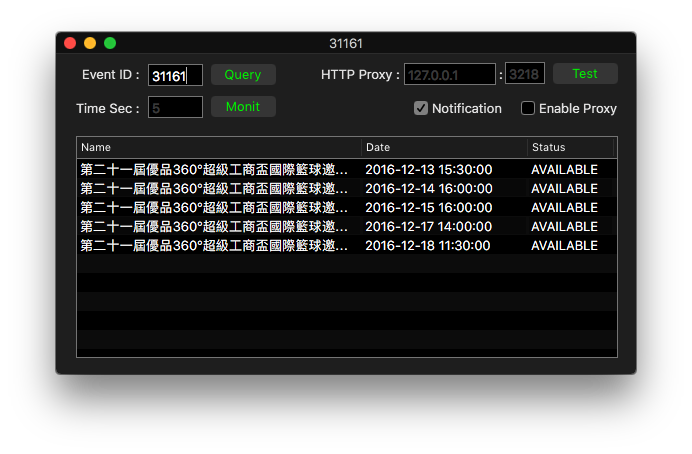 31161
Event ID : 31161 Query HTTP Proxy : 127.0.0.1 : 3218 Test
Time Sec : 5 Monit Notification Enable Proxy
Name Date Status
第二十一屆優品360°超級工商盃國際籃球邀... 2016-12-13 15:30:00 AVAILABLE
第二十一屆優品360°超級工商盃國際籃球邀... 2016-12-14 16:00:00 AVAILABLE
第二十一屆優品360°超級工商盃國際籃球邀... 2016-12-15 16:00:00 AVAILABLE
第二十一屆優品360°超級工商盃國際籃球邀... 2016-12-17 14:00:00 AVAILABLE
第二十一屆優品360°超級工商盃國際籃球邀... 2016-12-18 11:30:00 AVAILABLE